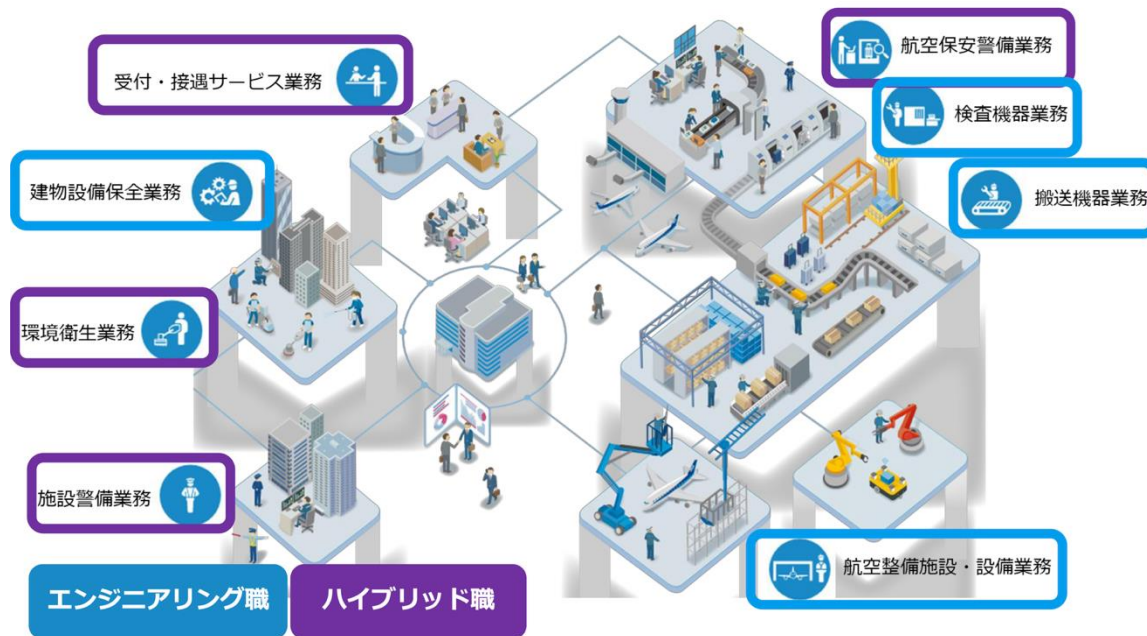 受付・接遇サービス業務
航空保安警備業務
検査機器業務
建物設備保全業務
搬送機器業務
環境衛生業務
施設警備業務
航空整備施設・設備業務
エンジニアリング職
ハイブリッド職